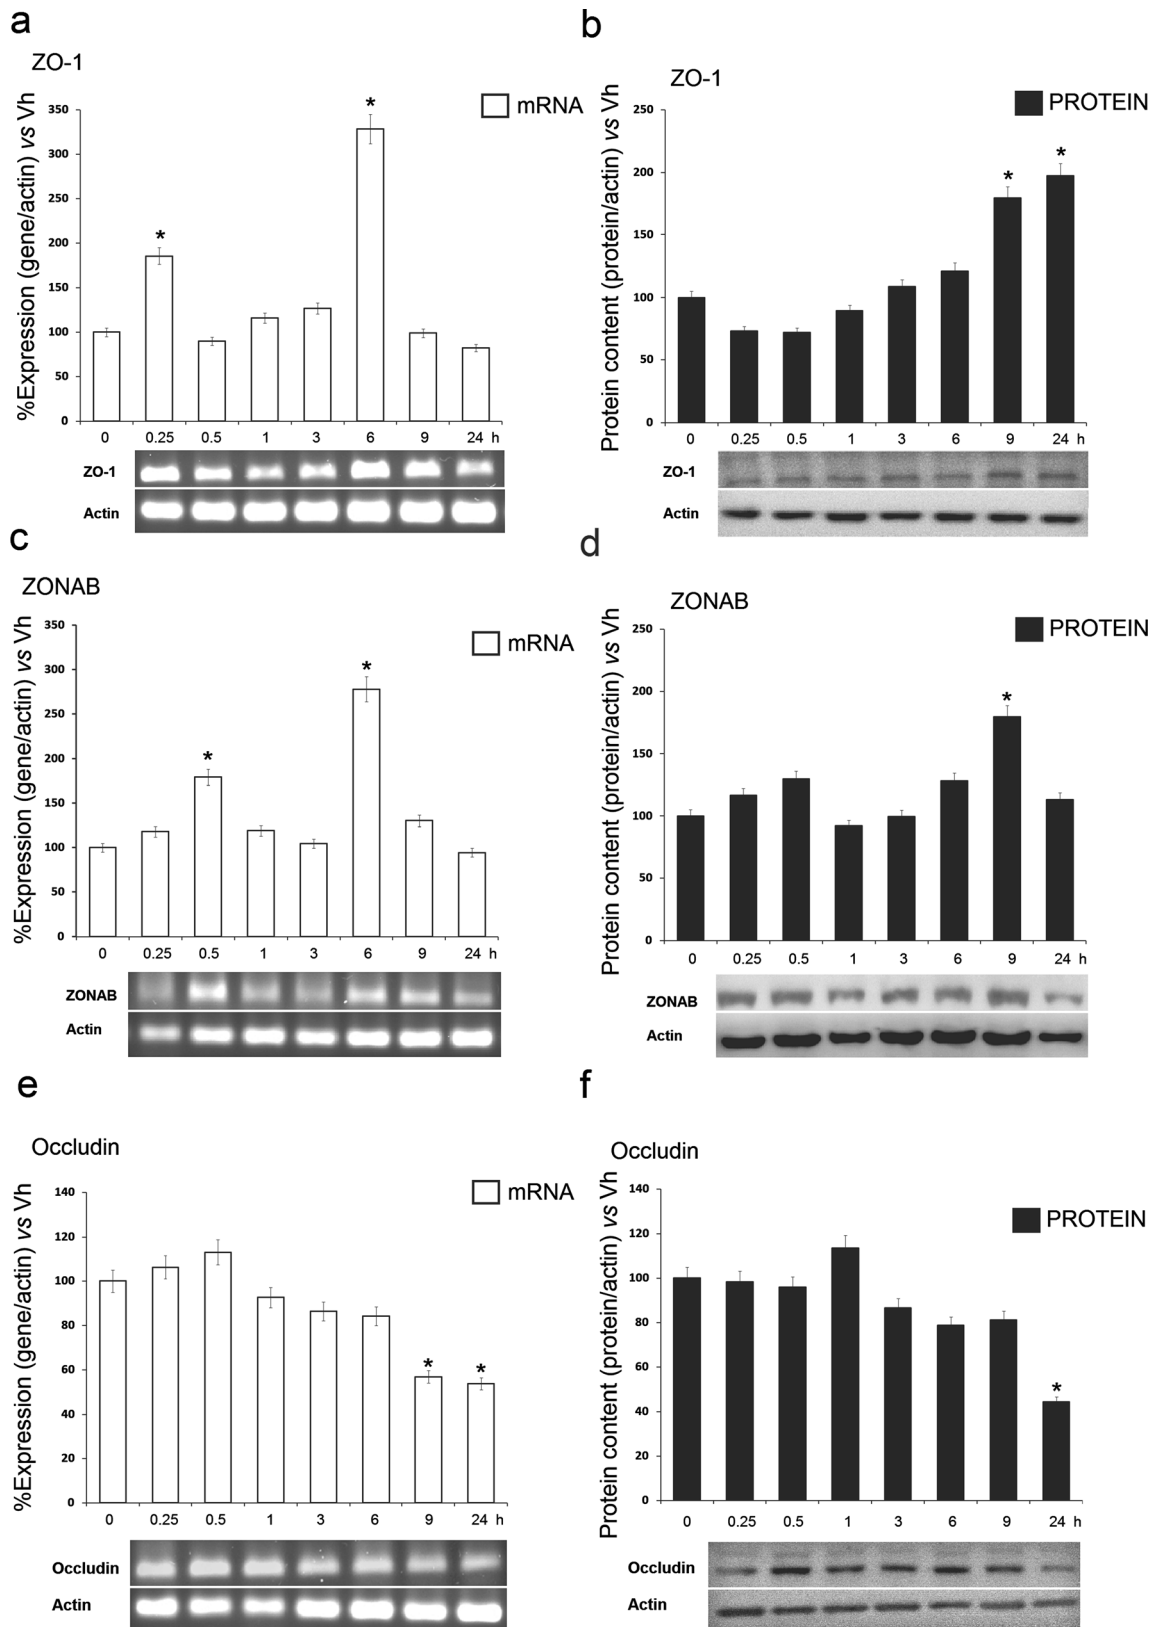 a
ZO-1
mRNA
%Expression (gene/actin) vs Vh
350
300
250
200
150
100
50
0
*
*
0 0.25 0.5 1 3 6 9 24 h
ZO-1
Actin
b
ZO-1
PROTEIN
Protein content (protein/actin) vs Vh
250
200
150
100
50
0
*
*
0 0.25 0.5 1 3 6 9 24 h
ZO-1
Actin
c
ZONAB
mRNA
%Expression (gene/actin) vs Vh
350
300
250
200
150
100
50
0
*
*
0 0.25 0.5 1 3 6 9 24 h
ZONAB
Actin
d
ZONAB
PROTEIN
Protein content (protein/actin) vs Vh
250
200
150
100
50
0
*
0 0.25 0.5 1 3 6 9 24 h
ZONAB
Actin
e
Occludin
mRNA
%Expression (gene/actin) vs Vh
140
120
100
80
60
40
20
0
*
*
0 0.25 0.5 1 3 6 9 24 h
Occludin
Actin
f
Occludin
PROTEIN
Protein content (protein/actin) vs Vh
140
120
100
80
60
40
20
0
*
0 0.25 0.5 1 3 6 9 24 h
Occludin
Actin